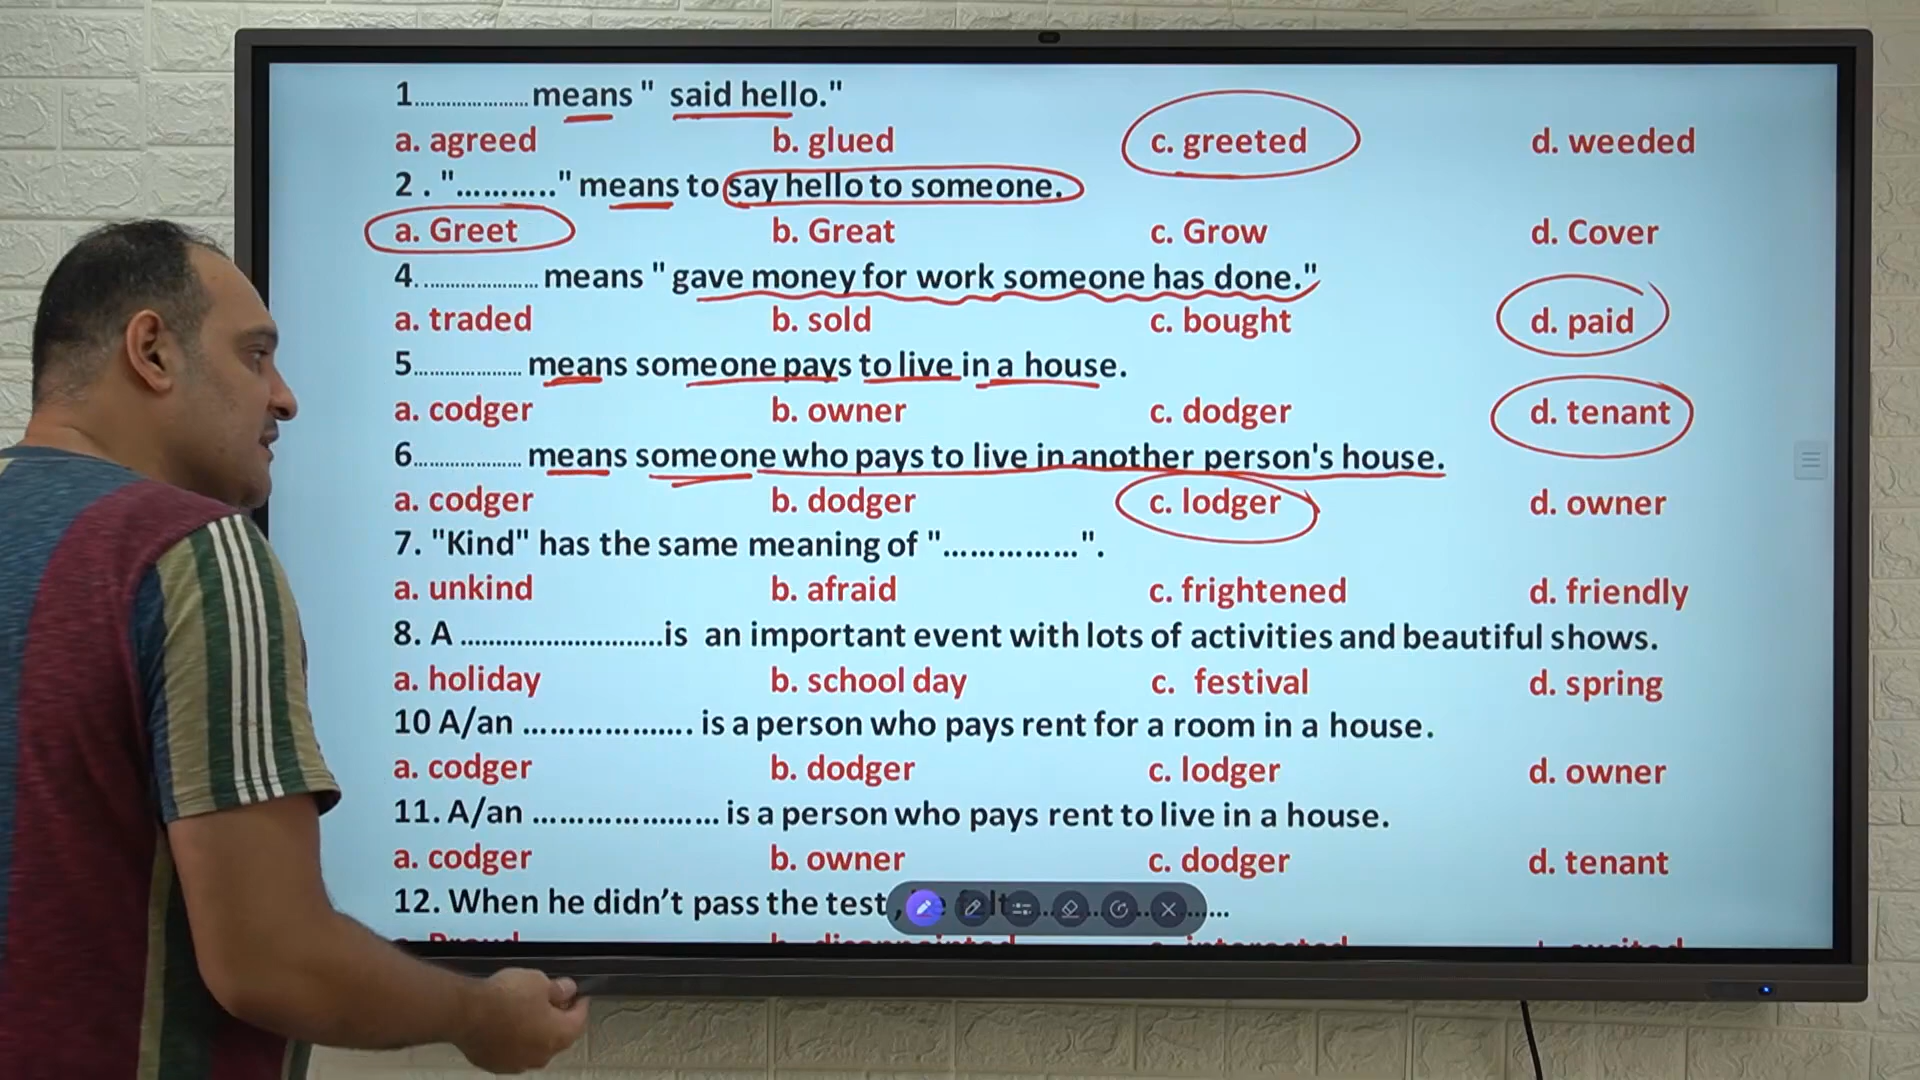 1..................... means " said hello."
a. agreed b. glued c. greeted d. weeded
2 . "..........." means to say hello to someone.
a. Greet b. Great c. Grow d. Cover
4...................... means " gave money for work someone has done."
a. traded b. sold c. bought d. paid
5.................... means someone pays to live in a house.
a. codger b. owner c. dodger d. tenant
6.................... means someone who pays to live in another person's house.
a. codger b. dodger c. lodger d. owner
7. "Kind" has the same meaning of "...............".
a. unkind b. afraid c. frightened d. friendly
8. A .............................is an important event with lots of activities and beautiful shows.
a. holiday b. school day c. festival d. spring
10 A/an ................... is a person who pays rent for a room in a house.
a. codger b. dodger c. lodger d. owner
11. A/an ..................... is a person who pays rent to live in a house.
a. codger b. owner c. dodger d. tenant
12. When he didn't pass the test,